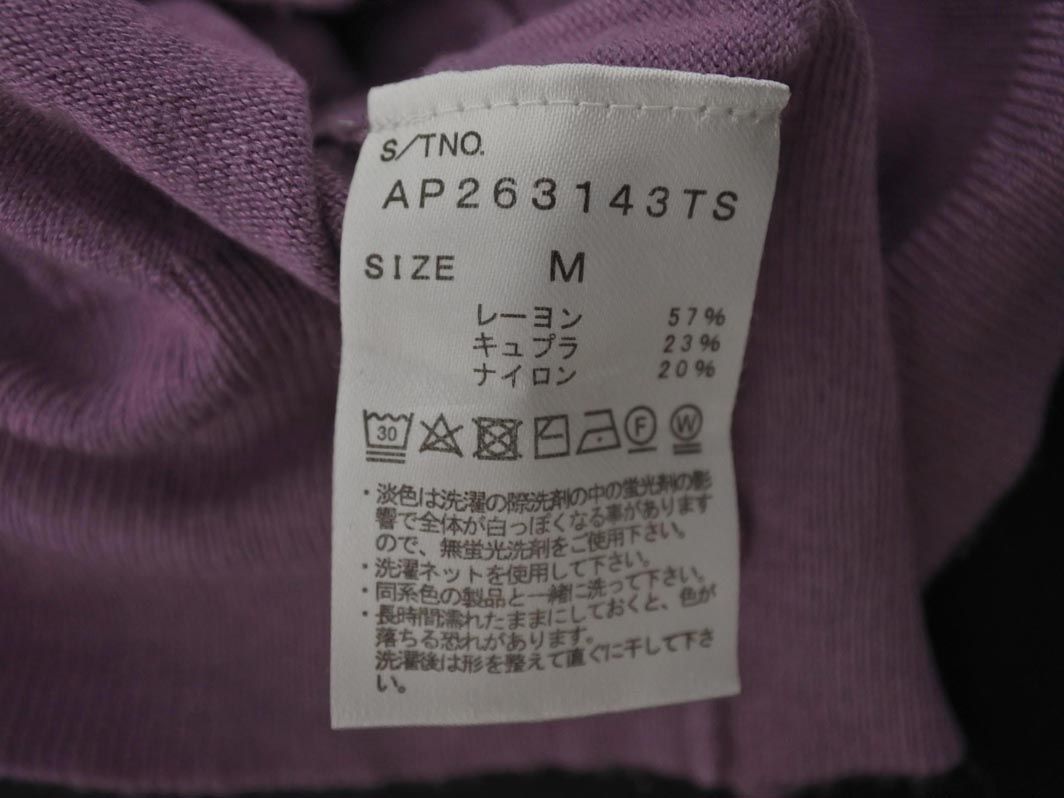 S/TNO.
AP263143TS
SIZE M
レーヨン 57%
キュプラ 23%
ナイロン 20%
30 F W
・淡色は洗濯の際洗剤の中の蛍光剤の影
響で全体が白っぽくなる事があります
ので、無蛍光洗剤をご使用下さい。
・洗濯ネットを使用して下さい。
・同系色の製品と一緒に洗って下さい。
・長時間濡れたままにしておくと、色が
落ちる恐れがあります。
洗濯後は形を整えて直ぐに干して下さ
い。